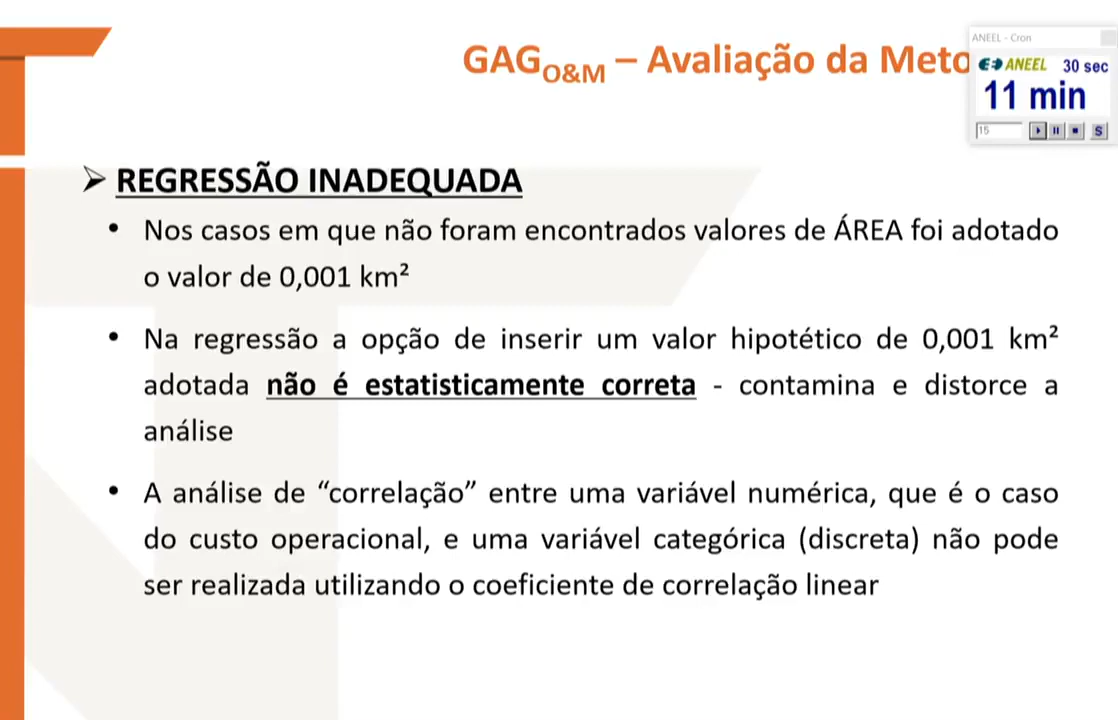 GAG O&M – Avaliação da Meto
ANEEL - Cron
ANEEL 30 sec
11 min
15
S
REGRESSÃO INADEQUADA
• Nos casos em que não foram encontrados valores de ÁREA foi adotado
o valor de 0,001 km²
• Na regressão a opção de inserir um valor hipotético de 0,001 km²
adotada não é estatisticamente correta - contamina e distorce a
análise
• A análise de “correlação” entre uma variável numérica, que é o caso
do custo operacional, e uma variável categórica (discreta) não pode
ser realizada utilizando o coeficiente de correlação linear